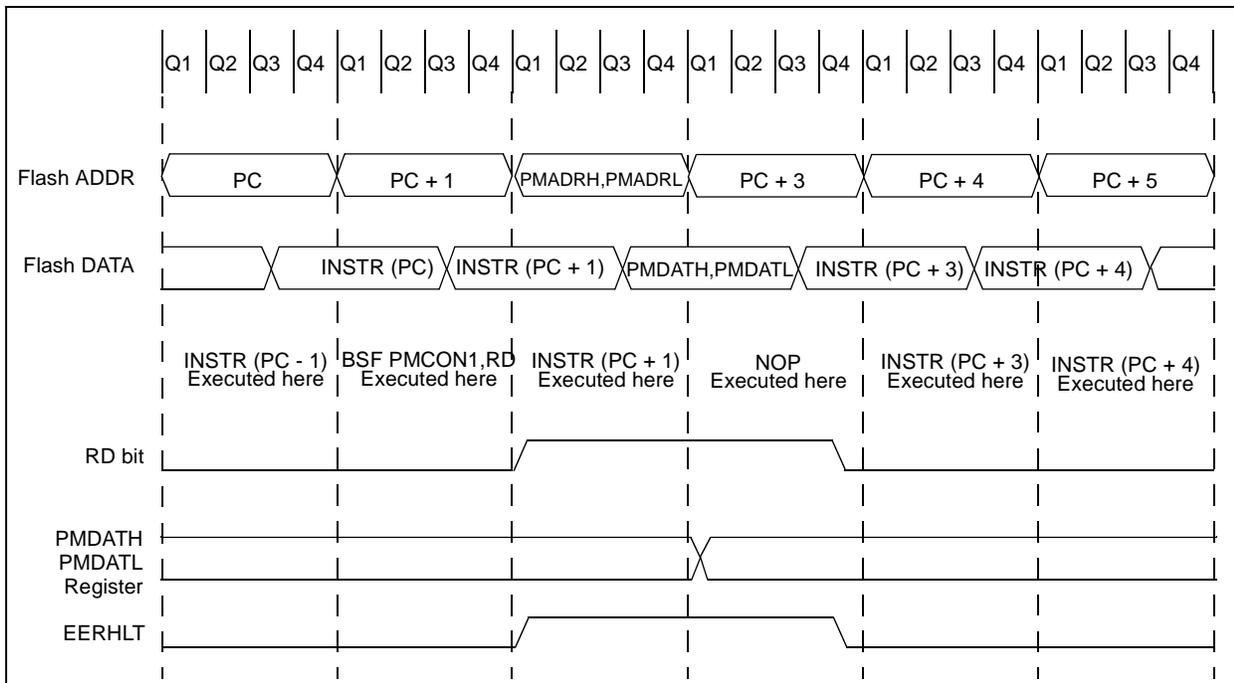 Q1 Q2 Q3 Q4 Q1 Q2 Q3 Q4 Q1 Q2 Q3 Q4 Q1 Q2 Q3 Q4 Q1 Q2 Q3 Q4 Q1 Q2 Q3 Q4
Flash ADDR PC PC + 1 PMADRH,PMADRL PC + 3 PC + 4 PC + 5
Flash DATA INSTR (PC) INSTR (PC + 1) PMDATH,PMDATL INSTR (PC + 3) INSTR (PC + 4)
INSTR (PC - 1) BSF PMCON1,RD INSTR (PC + 1) NOP INSTR (PC + 3) INSTR (PC + 4)
Executed here Executed here Executed here Executed here Executed here Executed here
RD bit
PMDATH
PMDATL
Register
EERHLT